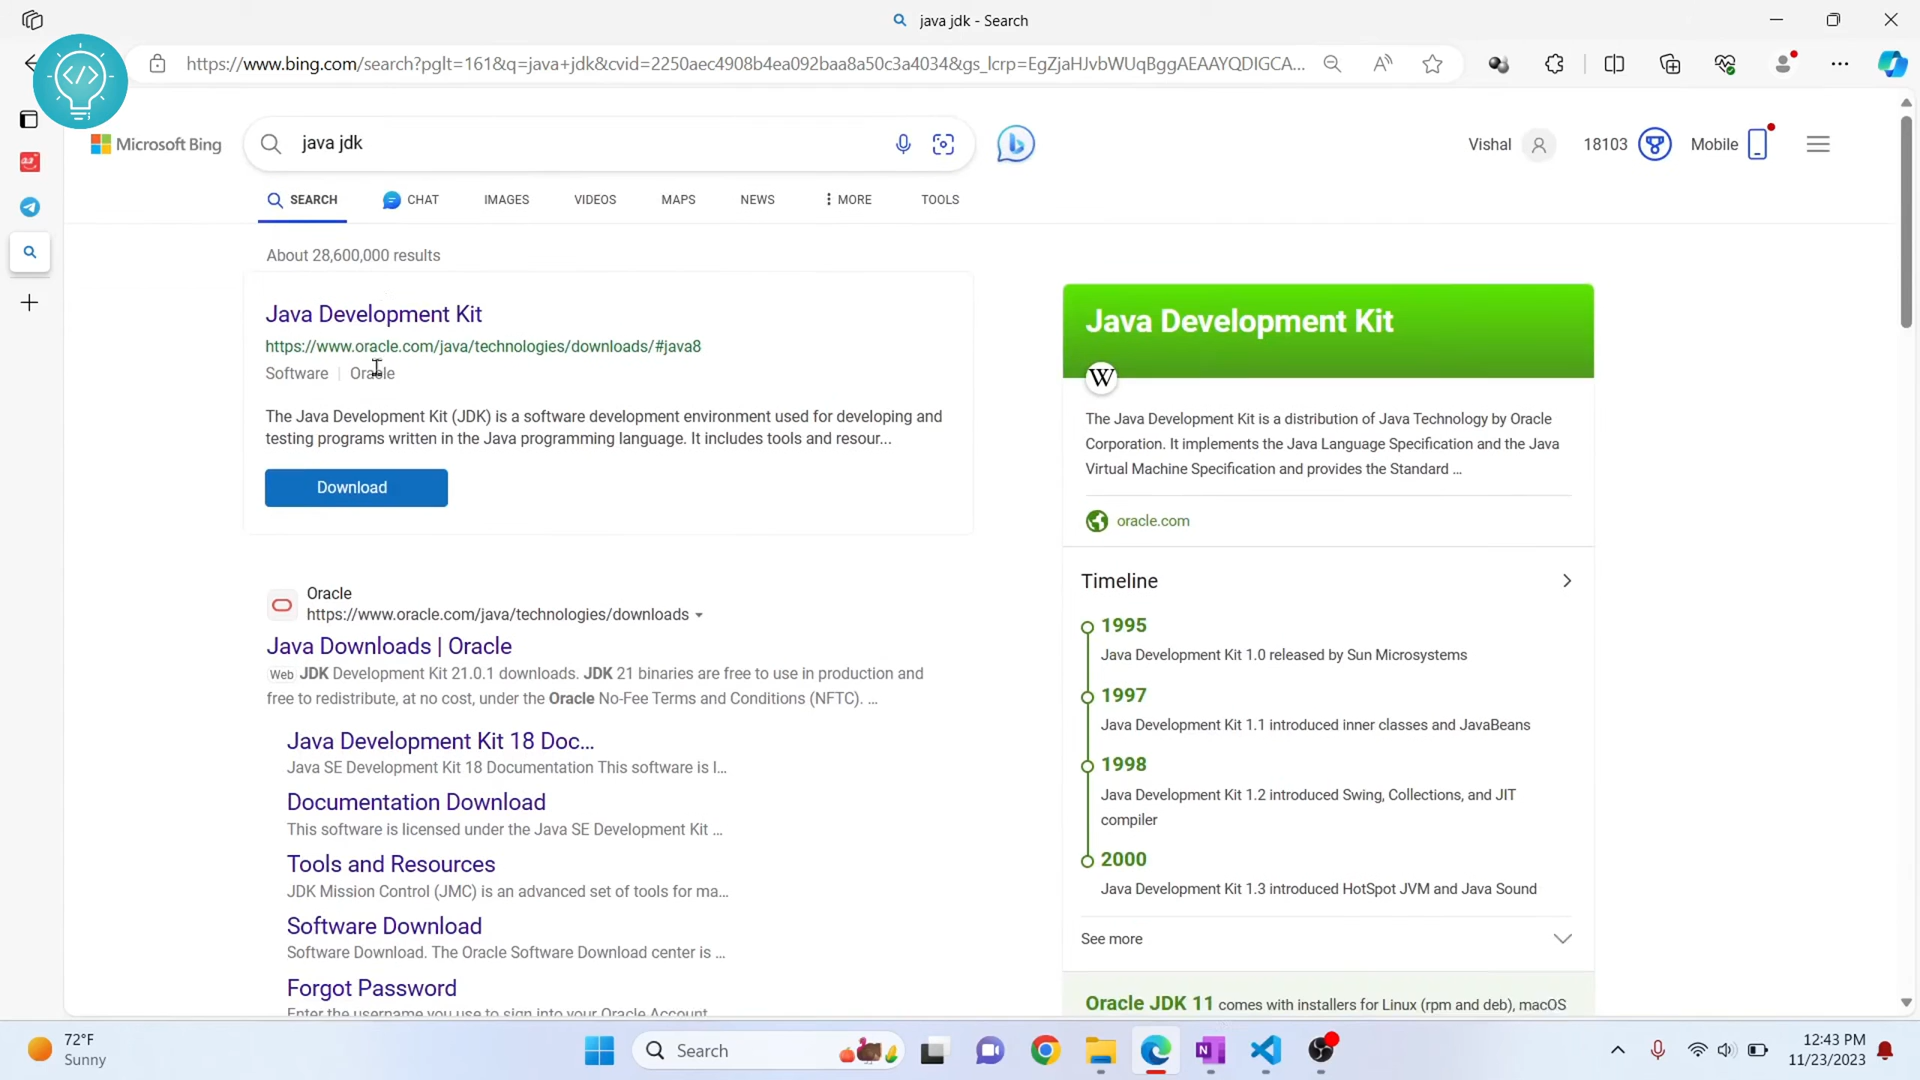 java jdk - Search
https://www.bing.com/search?pglt=161&q=java+jdk&cvid=2250aec4908b4ea092baa8a50c3a4034&gs_lcrp=EgZjaHJvbWUqBggAEAAYQDIGCA...
Microsoft Bing
java jdk
Vishal
18103
Mobile
SEARCH
CHAT
IMAGES
VIDEOS
MAPS
NEWS
MORE
TOOLS
About 28,600,000 results
Java Development Kit
https://www.oracle.com/java/technologies/downloads/#java8
Software | Oracle
The Java Development Kit (JDK) is a software development environment used for developing and
testing programs written in the Java programming language. It includes tools and resour...
Download
Oracle
https://www.oracle.com/java/technologies/downloads
Java Downloads | Oracle
Web JDK Development Kit 21.0.1 downloads. JDK 21 binaries are free to use in production and
free to redistribute, at no cost, under the Oracle No-Fee Terms and Conditions (NFTC). ...
Java Development Kit 18 Doc...
Java SE Development Kit 18 Documentation This software is l...
Documentation Download
This software is licensed under the Java SE Development Kit ...
Tools and Resources
JDK Mission Control (JMC) is an advanced set of tools for ma...
Software Download
Software Download. The Oracle Software Download center is ...
Forgot Password
Enter the username you use to sign into your Oracle Account.
Java Development Kit
W
The Java Development Kit is a distribution of Java Technology by Oracle
Corporation. It implements the Java Language Specification and the Java
Virtual Machine Specification and provides the Standard ...
oracle.com
Timeline
1995
Java Development Kit 1.0 released by Sun Microsystems
1997
Java Development Kit 1.1 introduced inner classes and JavaBeans
1998
Java Development Kit 1.2 introduced Swing, Collections, and JIT
compiler
2000
Java Development Kit 1.3 introduced HotSpot JVM and Java Sound
See more
Oracle JDK 11 comes with installers for Linux (rpm and deb), macOS
72°F
Sunny
Search
12:43 PM
11/23/2023